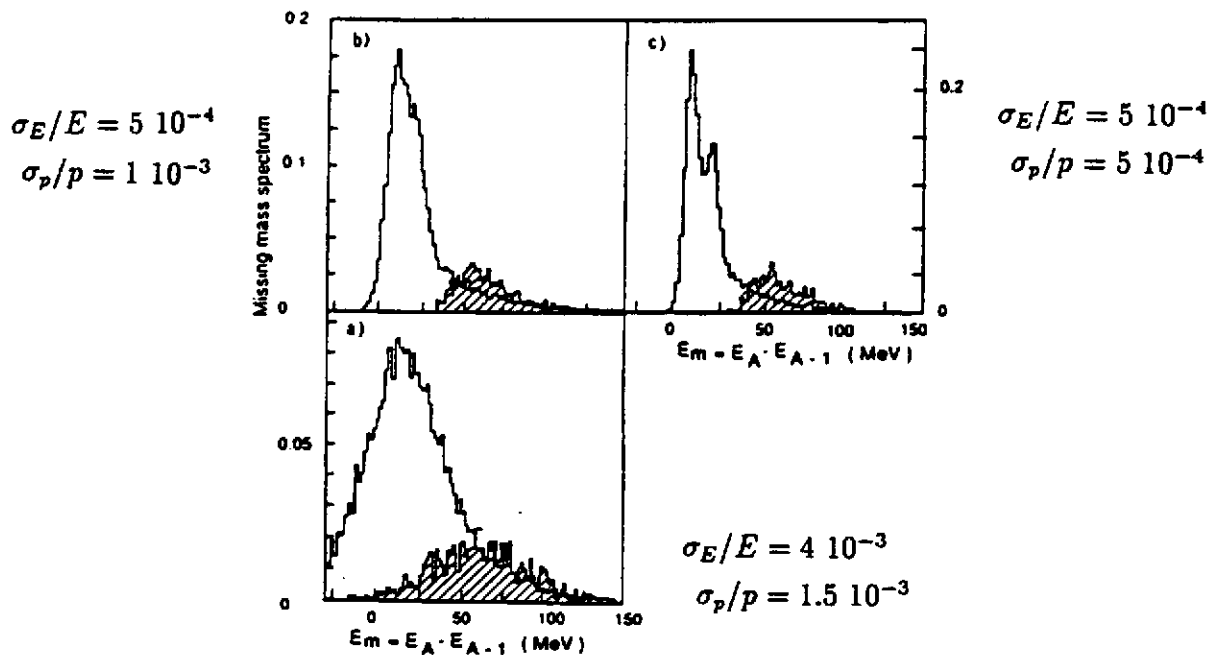 0.2
b)
c)
σ_E/E = 5 10⁻⁴
σ_p/p = 1 10⁻³
Missing mass spectrum
0.1
0
0.2
0
σ_E/E = 5 10⁻⁴
σ_p/p = 5 10⁻⁴
0 50 100 150
E_m = E_A - E_{A-1} (MeV)
a)
0.05
0
0 50 100 150
E_m = E_A - E_{A-1} (MeV)
σ_E/E = 4 10⁻³
σ_p/p = 1.5 10⁻³